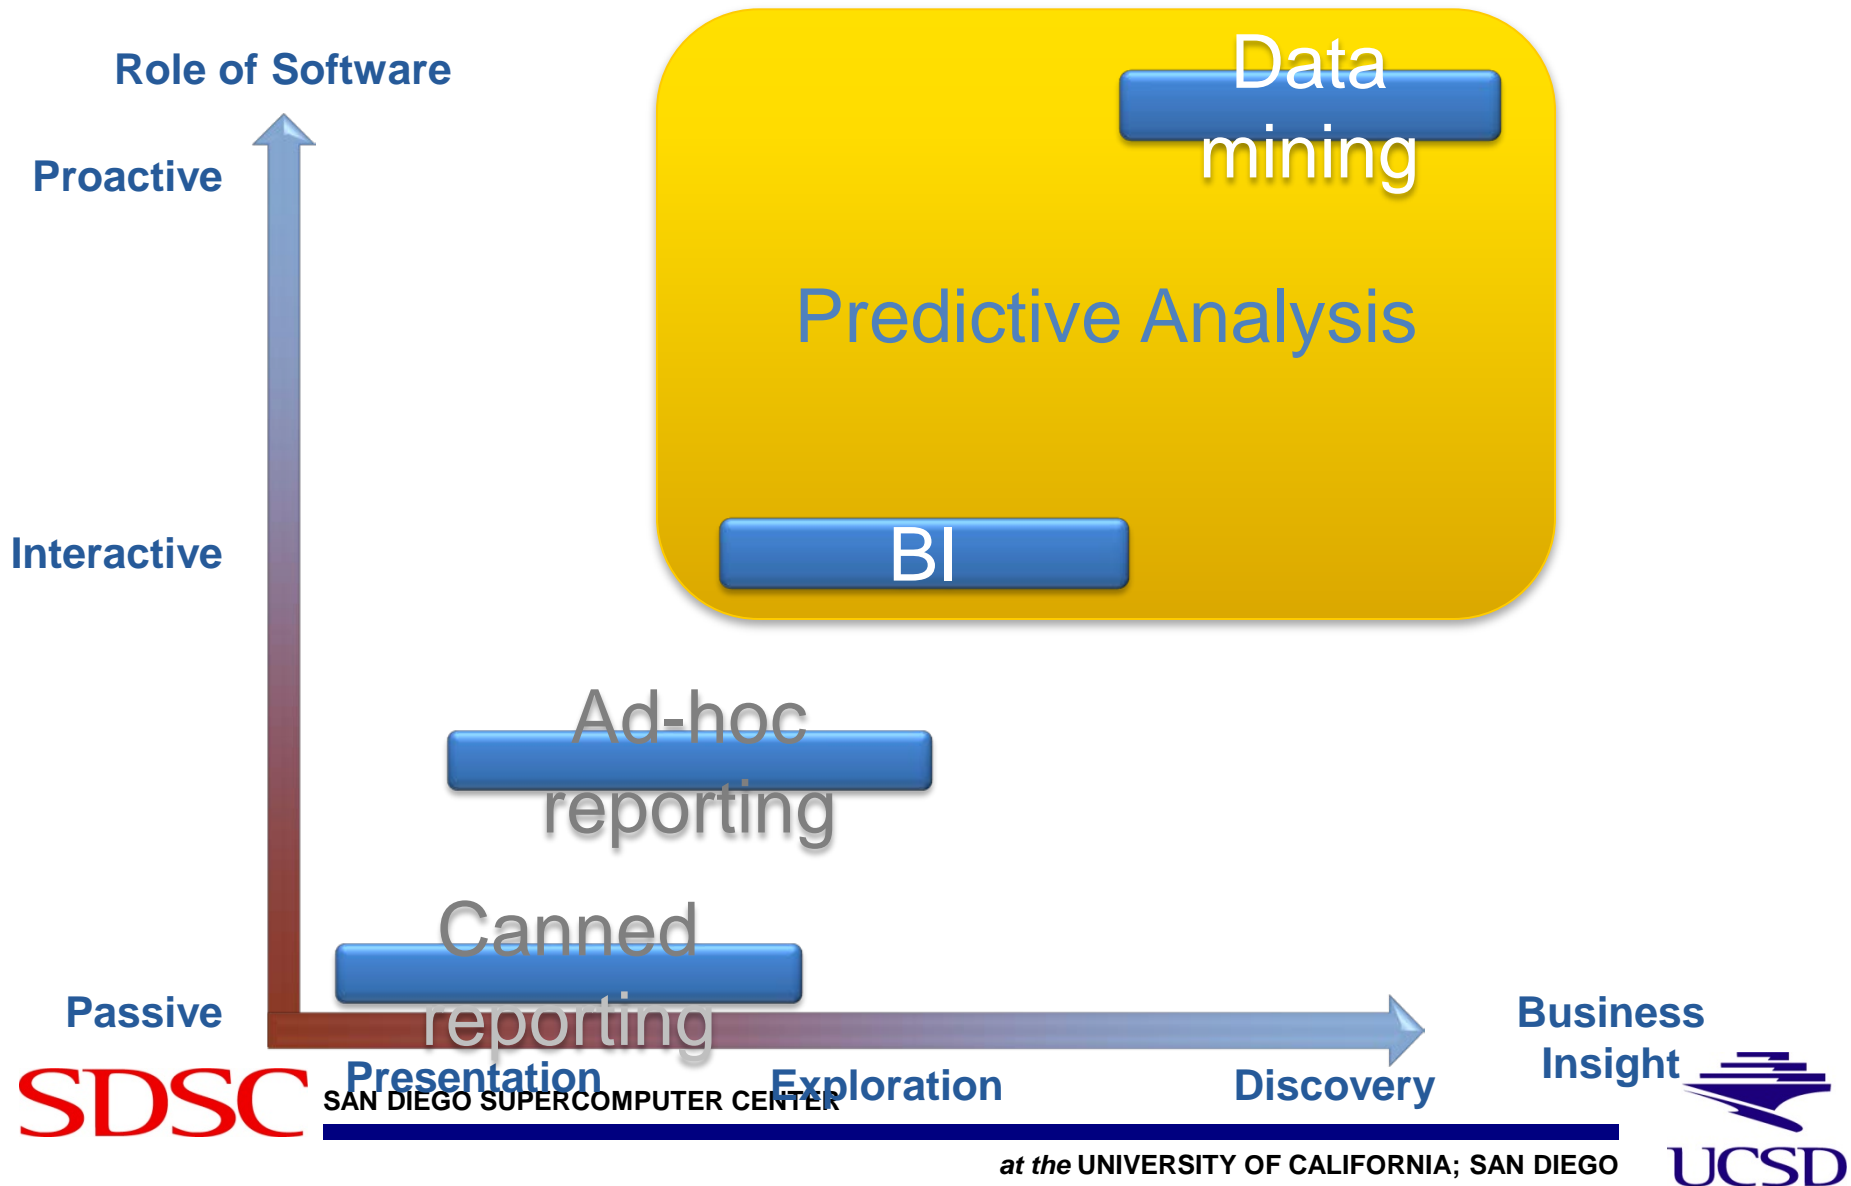 Role of Software
Data
mining
Proactive
Predictive Analysis
Interactive
BI
Ad-hoc
reporting
Canned
reporting
Passive
Business
Insight
Presentation
Exploration
Discovery
SDSC
SAN DIEGO SUPERCOMPUTER CENTER
at the UNIVERSITY OF CALIFORNIA; SAN DIEGO
UCSD